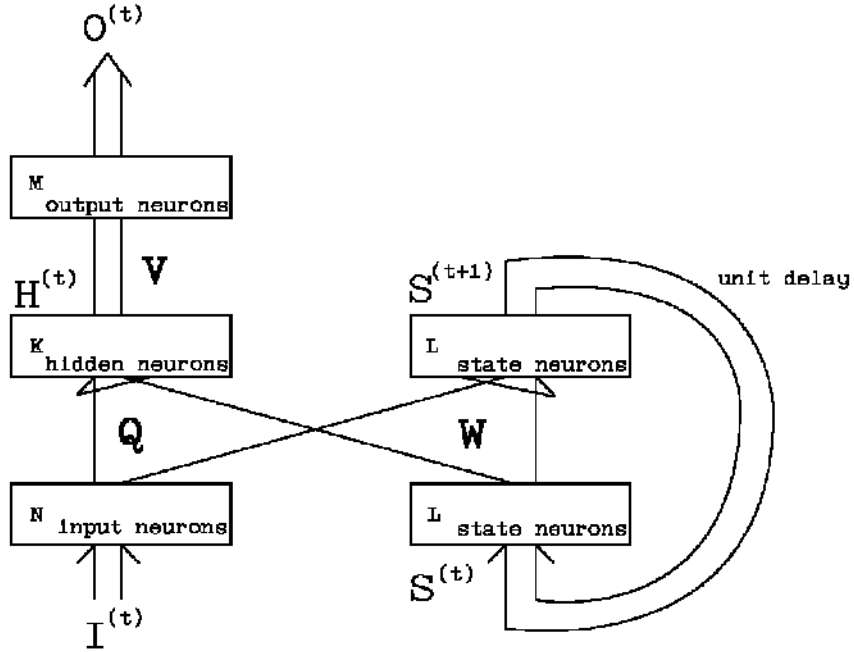 O(t)
M output neurons
V
H(t)
S(t+1)
unit delay
K hidden neurons
L state neurons
Q
W
N input neurons
L state neurons
I(t)
S(t)